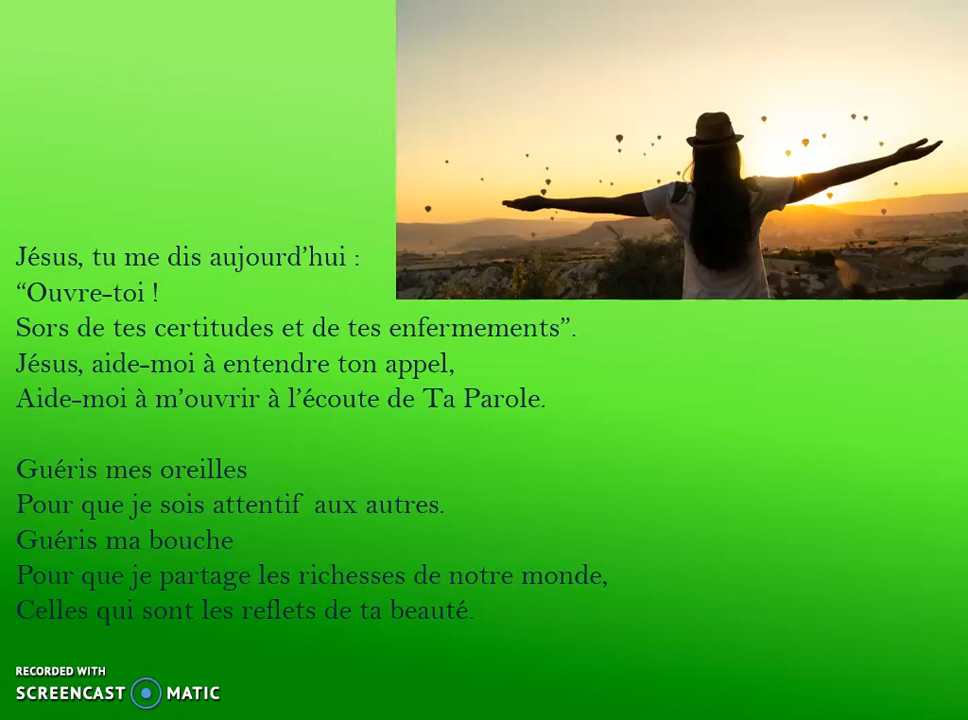 Jésus, tu me dis aujourd’hui :
“Ouvre-toi !
Sors de tes certitudes et de tes enfermements”.
Jésus, aide-moi à entendre ton appel,
Aide-moi à m’ouvrir à l’écoute de Ta Parole.
Guéris mes oreilles
Pour que je sois attentif  aux autres.
Guéris ma bouche
Pour que je partage les richesses de notre monde,
Celles qui sont les reflets de ta beauté.
RECORDED WITH
SCREENCAST MATIC